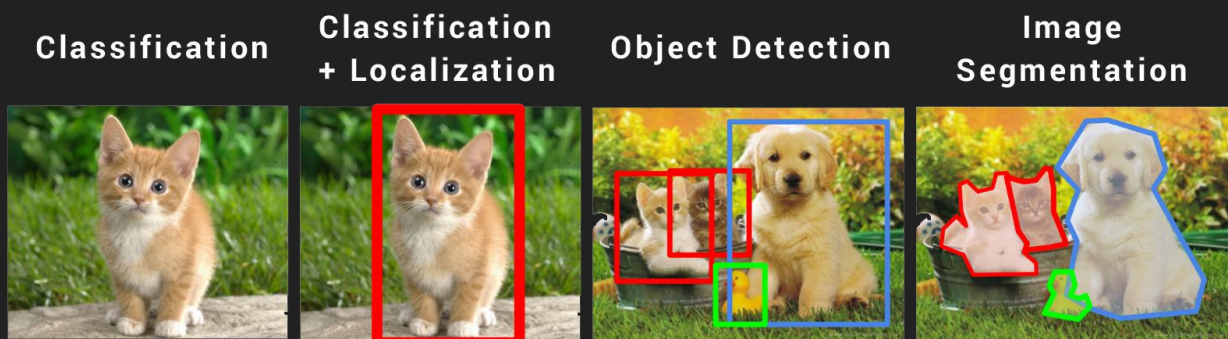 Classification
Classification
+ Localization
Object Detection
Image
Segmentation